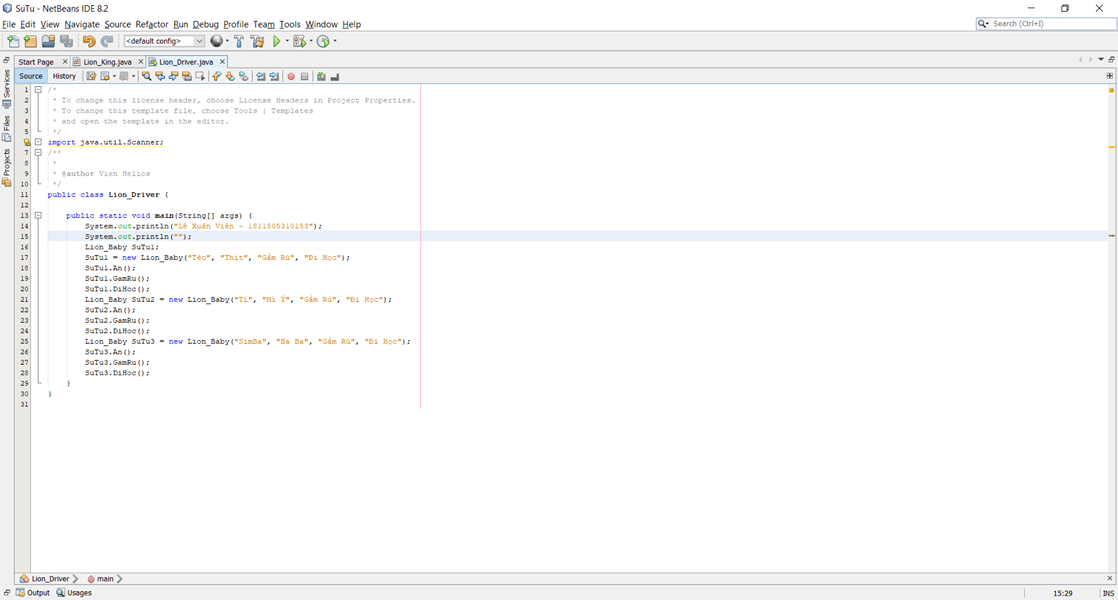 SuTu - NetBeans IDE 8.2
File Edit View Navigate Source Refactor Run Debug Profile Team Tools Window Help
Search (Ctrl+I)
<default config>
Start Page Lion_King.java Lion_Driver.java
Source History
Services
Files
Projects
1 /*
2 * To change this license header, choose License Headers in Project Properties.
3 * To change this template file, choose Tools | Templates
4 * and open the template in the editor.
5 */
import java.util.Scanner;
7 /**
8 *
9 * @author Vien Helios
10 */
11 public class Lion_Driver {
12
13 public static void main(String[] args) {
14 System.out.println("Lê Xuân Viên - 1811505310153");
15 System.out.println("");
16 Lion_Baby SuTu1;
17 SuTu1 = new Lion_Baby("Tèo", "Thịt", "Gầm Rú", "Đi Học");
18 SuTu1.An();
19 SuTu1.GamRu();
20 SuTu1.DiHoc();
21 Lion_Baby SuTu2 = new Lion_Baby("Tí", "Mì Ý", "Gầm Rú", "Đi Học");
22 SuTu2.An();
23 SuTu2.GamRu();
24 SuTu2.DiHoc();
25 Lion_Baby SuTu3 = new Lion_Baby("SimBa", "Ba Ba", "Gầm Rú", "Đi Học");
26 SuTu3.An();
27 SuTu3.GamRu();
28 SuTu3.DiHoc();
29 }
30 }
31
Lion_Driver main
Output Usages
15:29 INS